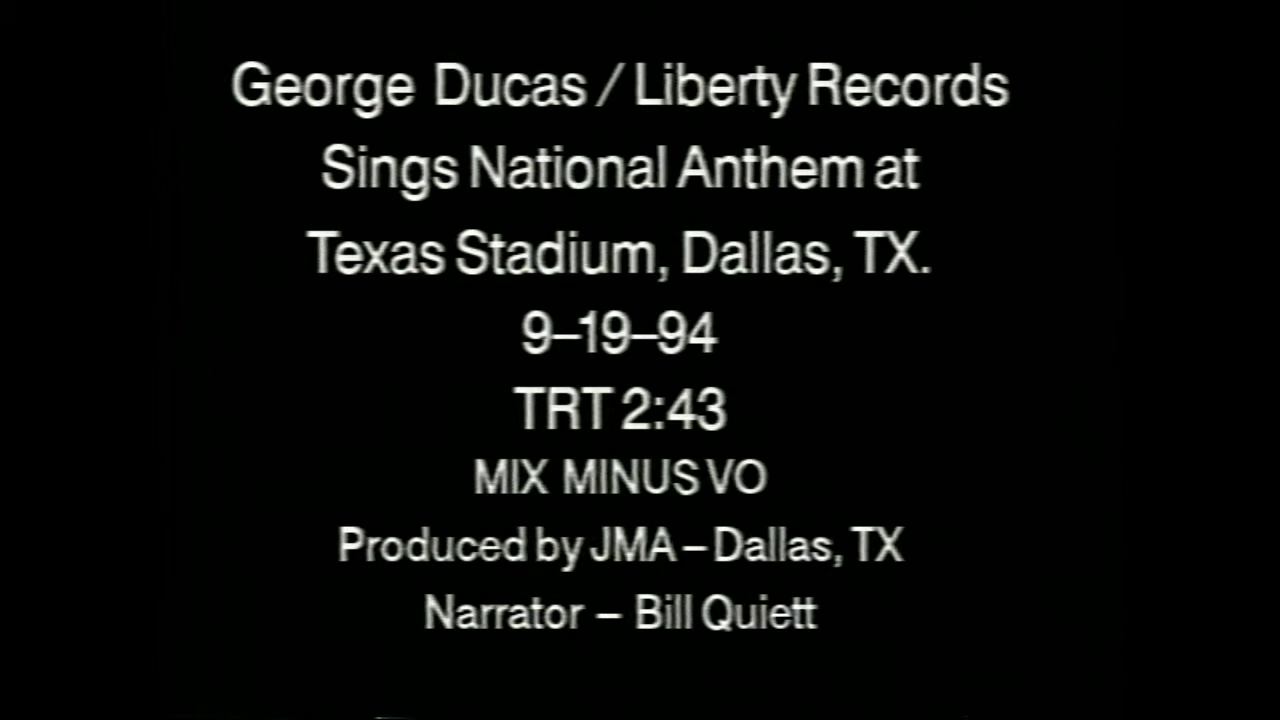 George Ducas / Liberty Records
Sings National Anthem at
Texas Stadium, Dallas, TX.
9–19–94
TRT 2:43
MIX MINUS VO
Produced by JMA – Dallas, TX
Narrator – Bill Quiett